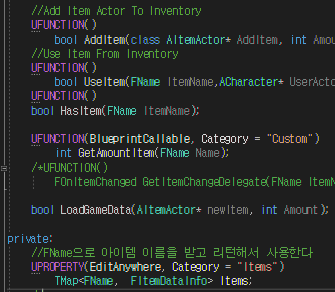 //Add Item Actor To Inventory
UFUNCTION()
bool AddItem(class AItemActor* AddItem, int Amou
//Use Item From Inventory
UFUNCTION()
bool UseItem(FName ItemName,ACharacter* UserActo
UFUNCTION()
bool HasItem(FName ItemName);
UFUNCTION(BlueprintCallable, Category = "Custom")
int GetAmountItem(FName Name);
/*UFUNCTION()
FOnItemChanged GetItemChangeDelegate(FName ItemN
bool LoadGameData(AItemActor* newItem, int Amount);
private:
//FName으로 아이템 이름을 받고 리턴해서 사용한다
UPROPERTY(EditAnywhere, Category = "Items")
TMap<FName, FItemDataInfo> Items;